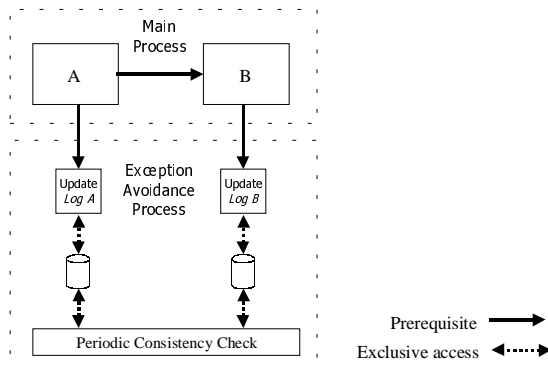 Main
Process
A
B
Update
Log A
Exception
Avoidance
Process
Update
Log B
Periodic Consistency Check
Prerequisite
Exclusive access